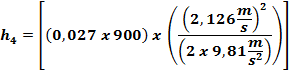 h₄ = [(0,027 x 900) x ((2,126 m/s)² / (2 x 9,81 m/s²))]